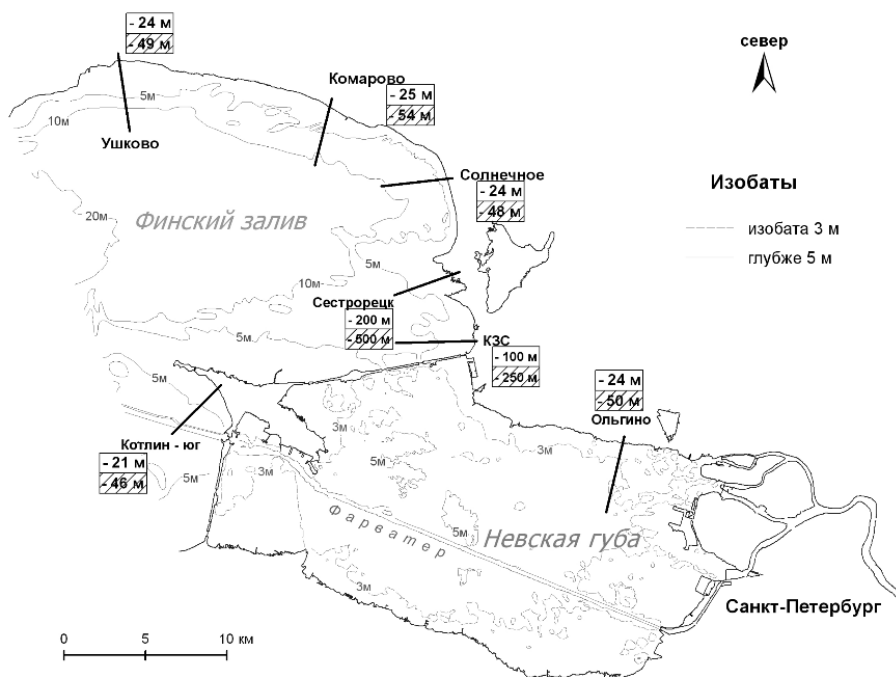 - 24 м
- 49 м
север
Комарово
5м
- 25 м
- 54 м
10м
Ушково
Солнечное
Изобаты
- 24 м
- 48 м
20м
Финский залив
изобата 3 м
5м
глубже 5 м
10м
Сестрорецк
- 200 м
- 500 м
КЗС
5м
- 100 м
- 250 м
5м
- 24 м
- 50 м
Ольгино
3м
3м
Котлин - юг
- 21 м
- 46 м
5м
3м
5м
Фарватер
5м
Невская губа
3м
Санкт-Петербург
0 5 10 км